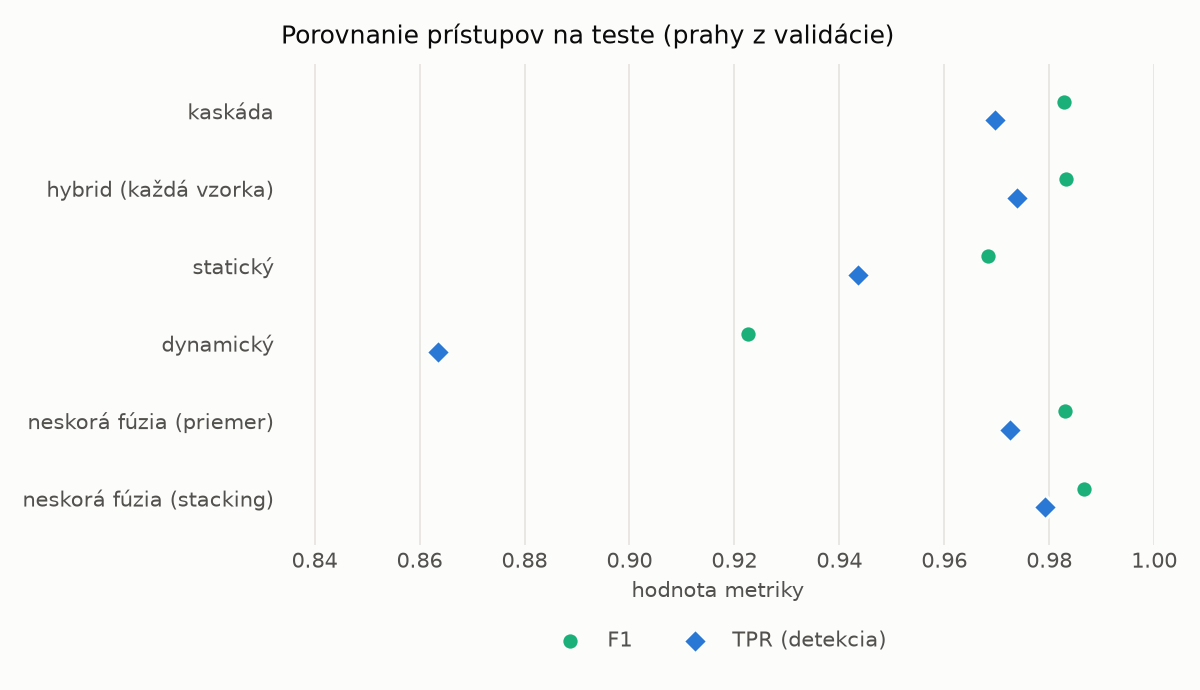 Porovnanie prístupov na teste (prahy z validácie)
kaskáda
hybrid (každá vzorka)
statický
dynamický
neskorá fúzia (priemer)
neskorá fúzia (stacking)
0.84 0.86 0.88 0.90 0.92 0.94 0.96 0.98 1.00
hodnota metriky
F1 TPR (detekcia)